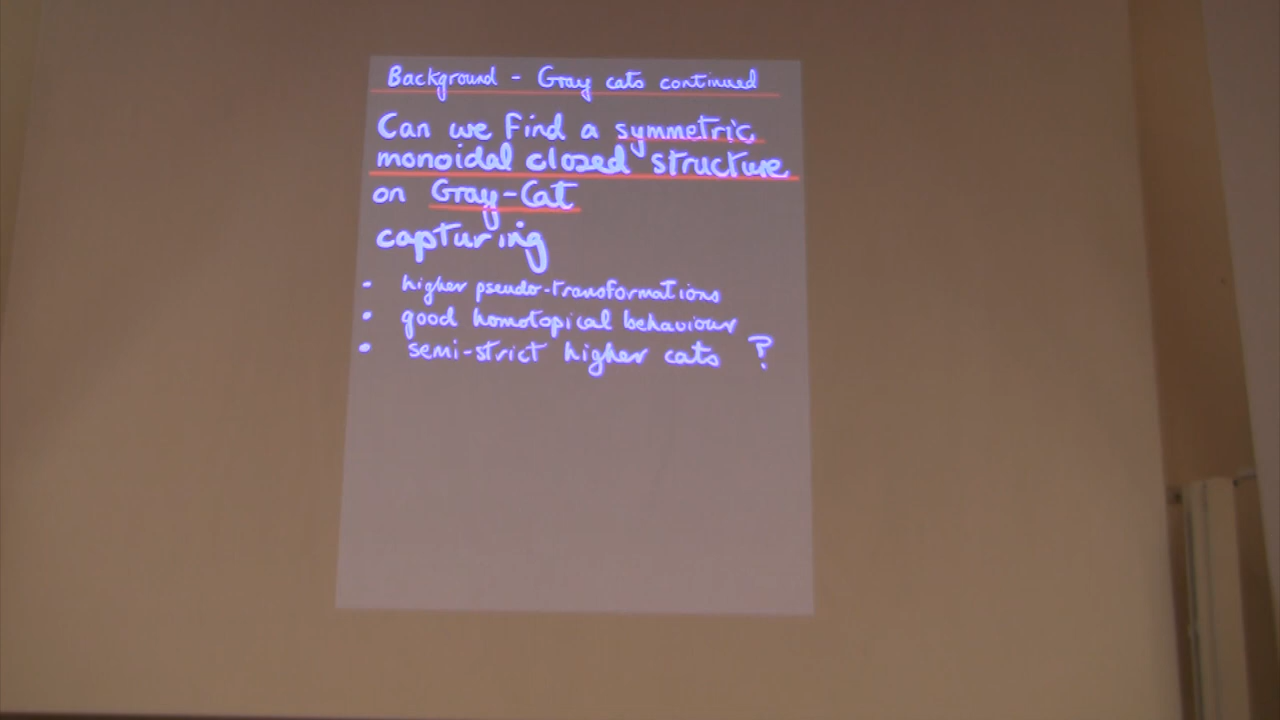 Background - Gray cats continued
Can we find a symmetric
monoidal closed structure
on Gray-Cat
capturing
• higher pseudo-transformations
• good homotopical behaviour
• semi-strict higher cats ?